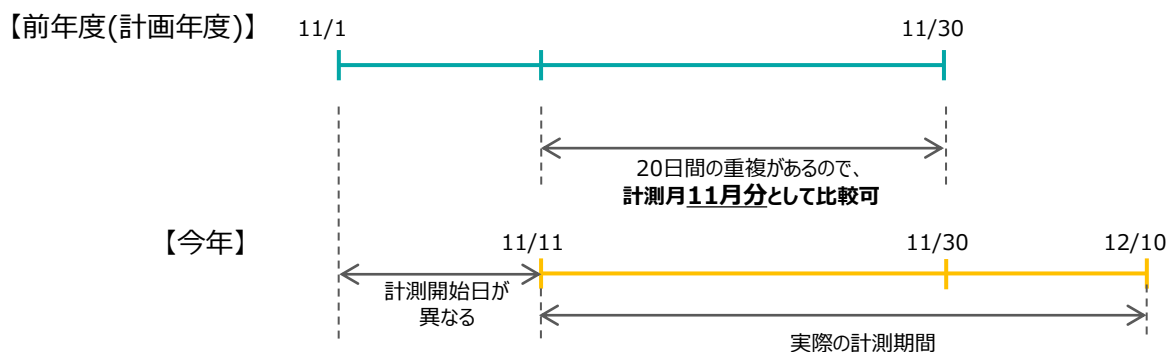 【前年度(計画年度)】 11/1 11/30
20日間の重複があるので、
計測月11月分として比較可
【今年】 11/11 11/30 12/10
計測開始日が
異なる
実際の計測期間